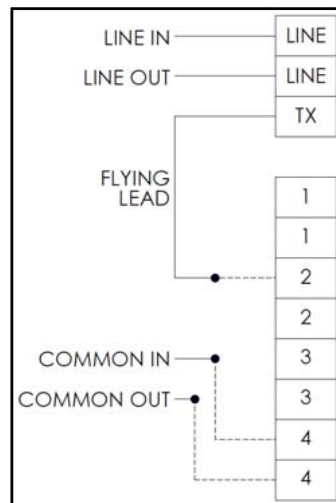 LINE IN LINE
LINE OUT LINE
TX
FLYING
LEAD
1
1
2
2
COMMON IN 3
COMMON OUT 3
4
4